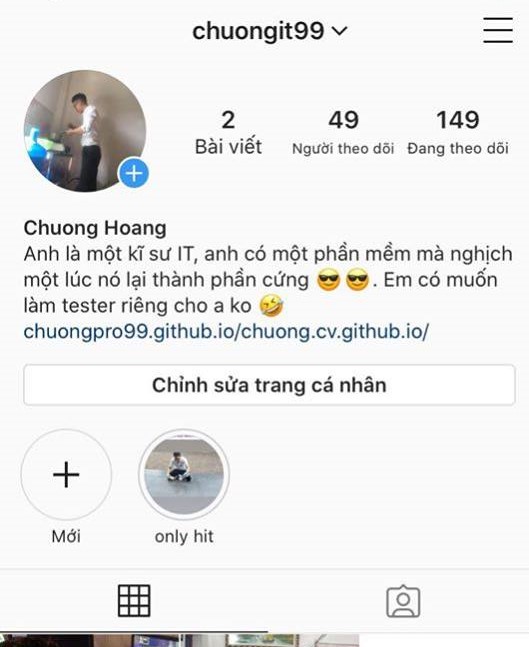 chuongit99
2 49 149
Bài viết Người theo dõi Đang theo dõi
Chuong Hoang
Anh là một kĩ sư IT, anh có một phần mềm mà nghịch
một lúc nó lại thành phần cứng 😎😎. Em có muốn
làm tester riêng cho a ko 🤣
chuongpro99.github.io/chuong.cv.github.io/
Chỉnh sửa trang cá nhân
Mới only hit